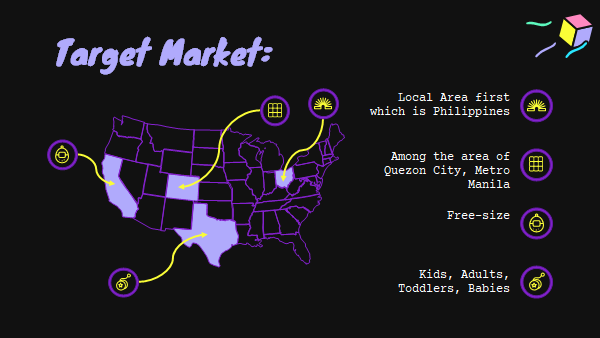 Target Market:
Local Area first
which is Philippines
Among the area of
Quezon City, Metro
Manila
Free-size
Kids, Adults,
Toddlers, Babies